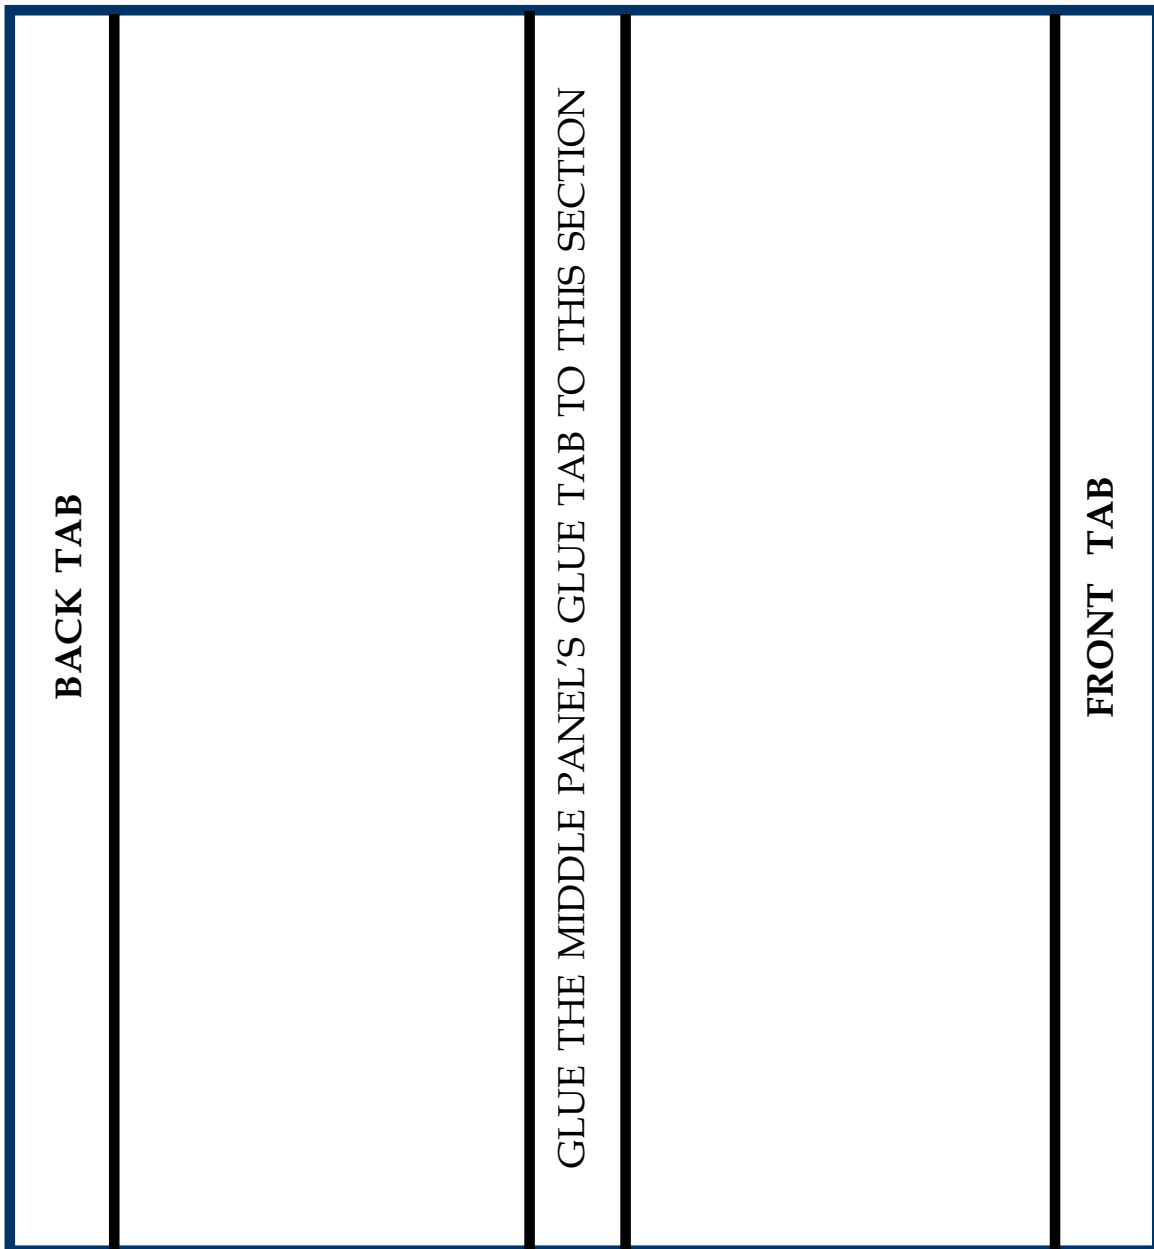 BACK TAB
GLUE THE MIDDLE PANEL'S GLUE TAB TO THIS SECTION
FRONT TAB